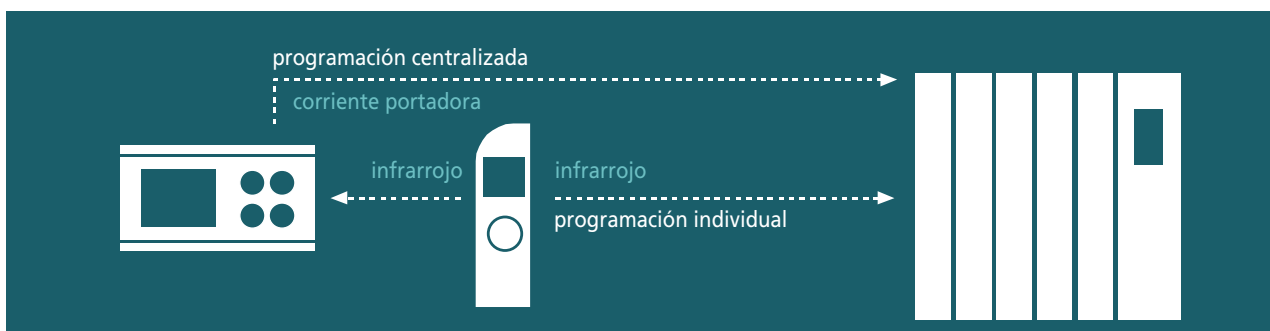 programación centralizada
corriente portadora
infrarrojo
infrarrojo
programación individual